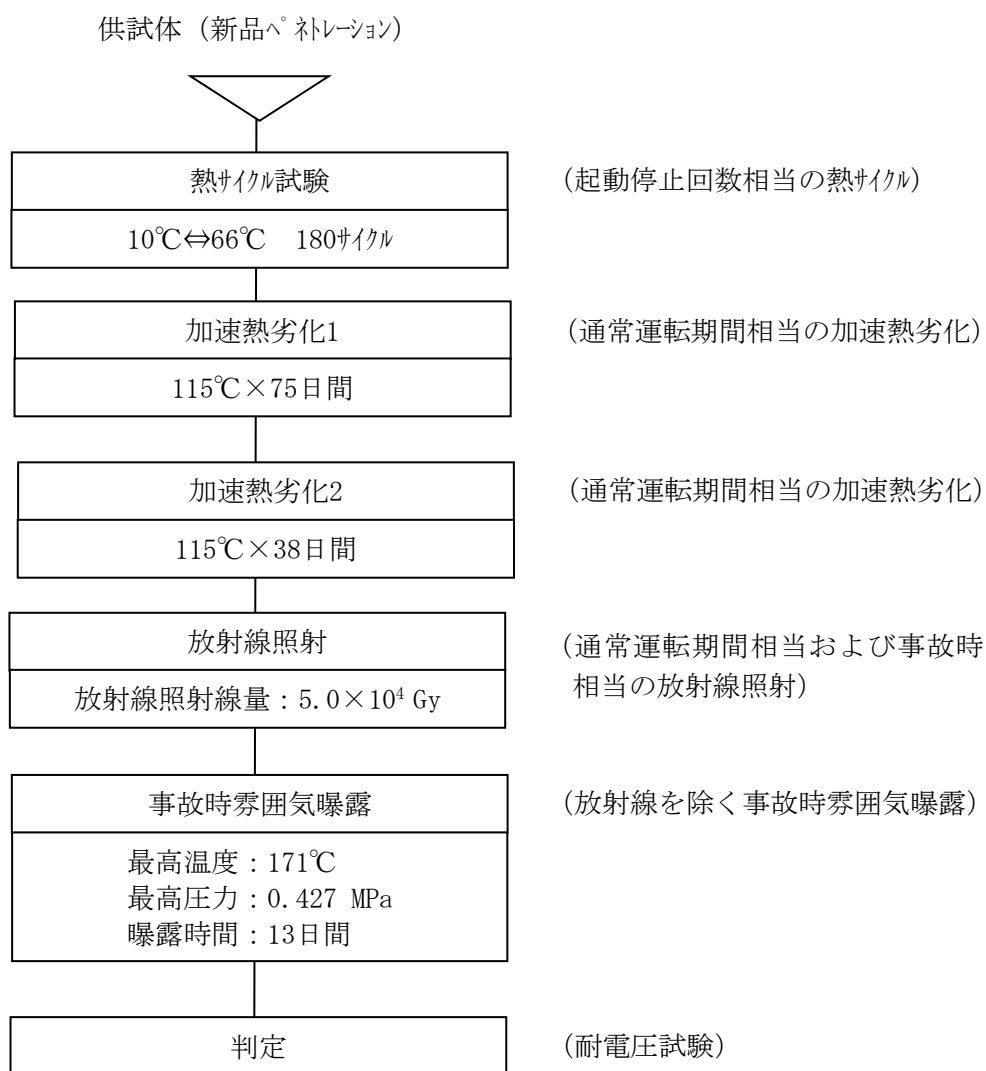 供試体（新品ﾍﾟﾈﾄﾚｰｼｮﾝ）
熱ｻｲｸﾙ試験
（起動停止回数相当の熱ｻｲｸﾙ）
10℃⇔66℃　180ｻｲｸﾙ
加速熱劣化1
（通常運転期間相当の加速熱劣化）
115℃×75日間
加速熱劣化2
（通常運転期間相当の加速熱劣化）
115℃×38日間
放射線照射
（通常運転期間相当および事故時
相当の放射線照射）
放射線照射線量：5.0×10⁴ Gy
事故時雰囲気曝露
（放射線を除く事故時雰囲気曝露）
最高温度：171℃
最高圧力：0.427 MPa
曝露時間：13日間
判定
（耐電圧試験）